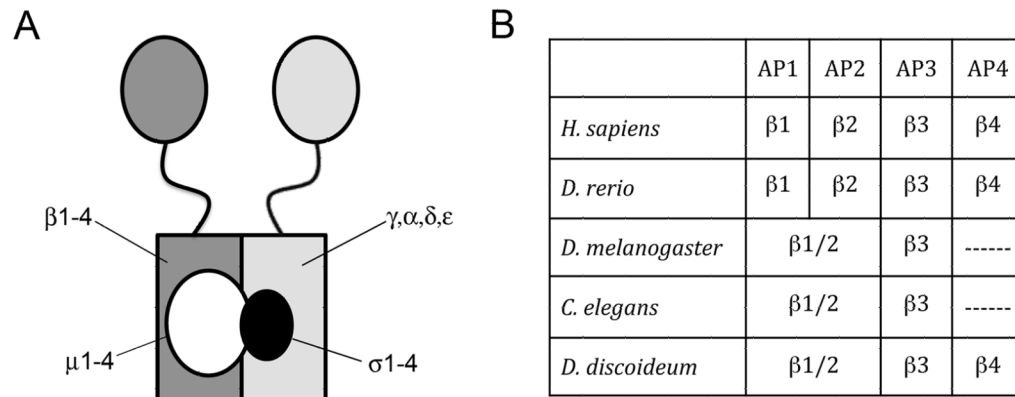 A
β1-4
γ,α,δ,ε
μ1-4
σ1-4
B
AP1 AP2 AP3 AP4
H. sapiens β1 β2 β3 β4
D. rerio β1 β2 β3 β4
D. melanogaster β1/2 β3 ------
C. elegans β1/2 β3 ------
D. discoideum β1/2 β3 β4